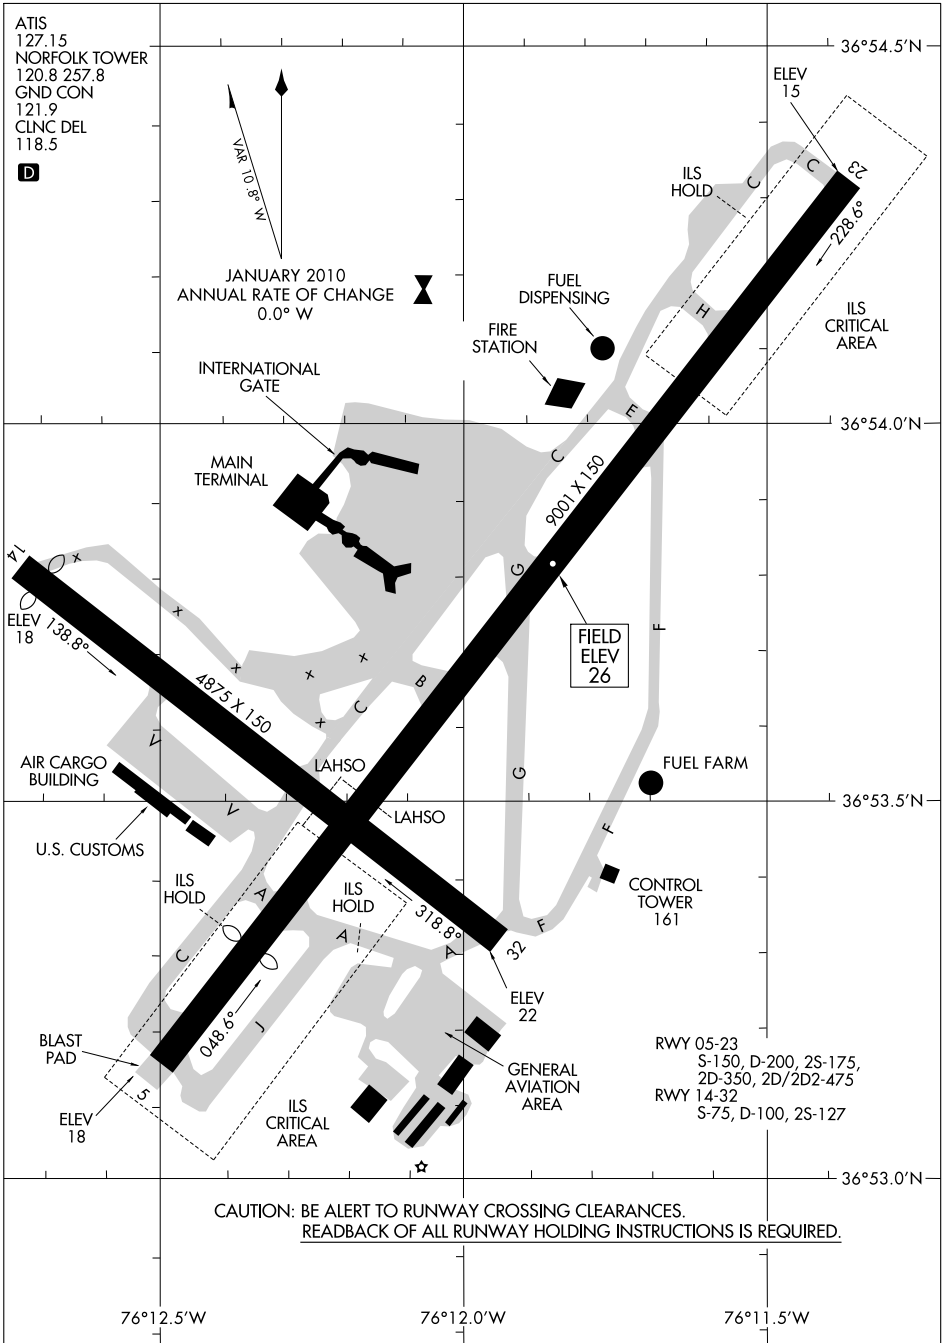 ATIS
127.15
NORFOLK TOWER
120.8 257.8
GND CON
121.9
CLNC DEL
118.5
D
VAR 10.8° W
JANUARY 2010
ANNUAL RATE OF CHANGE
0.0° W
36°54.5'N
ELEV
15
23
C
C
ILS
HOLD
228.6°
FUEL
DISPENSING
H
ILS
CRITICAL
AREA
FIRE
STATION
INTERNATIONAL
GATE
E
36°54.0'N
C
MAIN
TERMINAL
9001 X 150
14
X
G
ELEV
18
138.8°
X
FIELD
ELEV
26
F
X
X
X
B
4875 X 150
C
X
V
AIR CARGO
BUILDING
LAHSO
G
FUEL FARM
V
LAHSO
36°53.5'N
U.S. CUSTOMS
F
ILS
HOLD
A
ILS
HOLD
CONTROL
TOWER
161
318.8°
A
F
A
32
C
ELEV
22
048.6°
J
BLAST
PAD
GENERAL
AVIATION
AREA
RWY 05-23
S-150, D-200, 2S-175,
2D-350, 2D/2D2-475
RWY 14-32
S-75, D-100, 2S-127
5
ELEV
18
ILS
CRITICAL
AREA
36°53.0'N
CAUTION: BE ALERT TO RUNWAY CROSSING CLEARANCES.
READBACK OF ALL RUNWAY HOLDING INSTRUCTIONS IS REQUIRED.
76°12.5'W
76°12.0'W
76°11.5'W